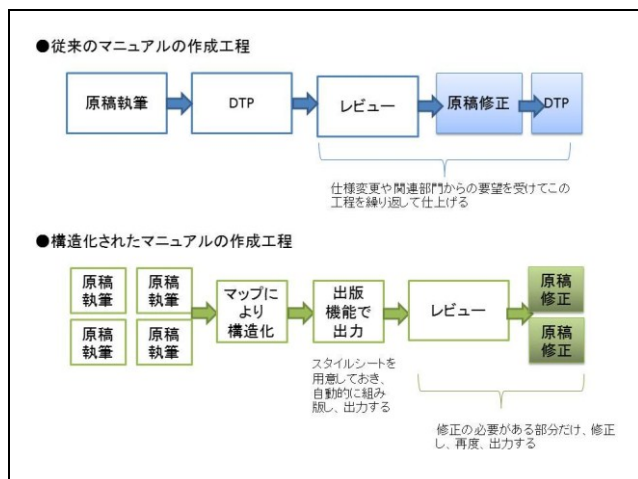 ●従来のマニュアルの作成工程
原稿執筆
DTP
レビュー
原稿修正
DTP
仕様変更や関連部門からの要望を受けてこの
工程を繰り返して仕上げる
●構造化されたマニュアルの作成工程
原稿
執筆
原稿
執筆
原稿
執筆
原稿
執筆
マップに
より
構造化
出版
機能で
出力
レビュー
原稿
修正
原稿
修正
スタイルシートを
用意しておき、
自動的に組み
版し、出力する
修正の必要がある部分だけ、修正
し、再度、出力する